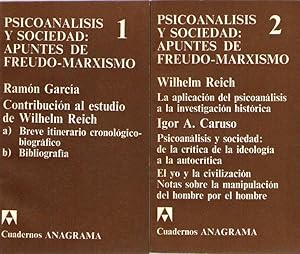 PSICOANALISIS
Y SOCIEDAD: 1
APUNTES DE
FREUDO-MARXISMO
Ramón García
Contribución al estudio
de Wilhelm Reich
a) Breve itinerario cronológico-
biográfico
b) Bibliografía
Cuadernos ANAGRAMA
PSICOANALISIS
Y SOCIEDAD: 2
APUNTES DE
FREUDO-MARXISMO
Wilhelm Reich
La aplicación del psicoanálisis
a la investigación histórica
Igor A. Caruso
Psicoanálisis y sociedad:
de la crítica de la ideología
a la autocrítica
El yo y la civilización
Notas sobre la manipulación
del hombre por el hombre
Cuadernos ANAGRAMA